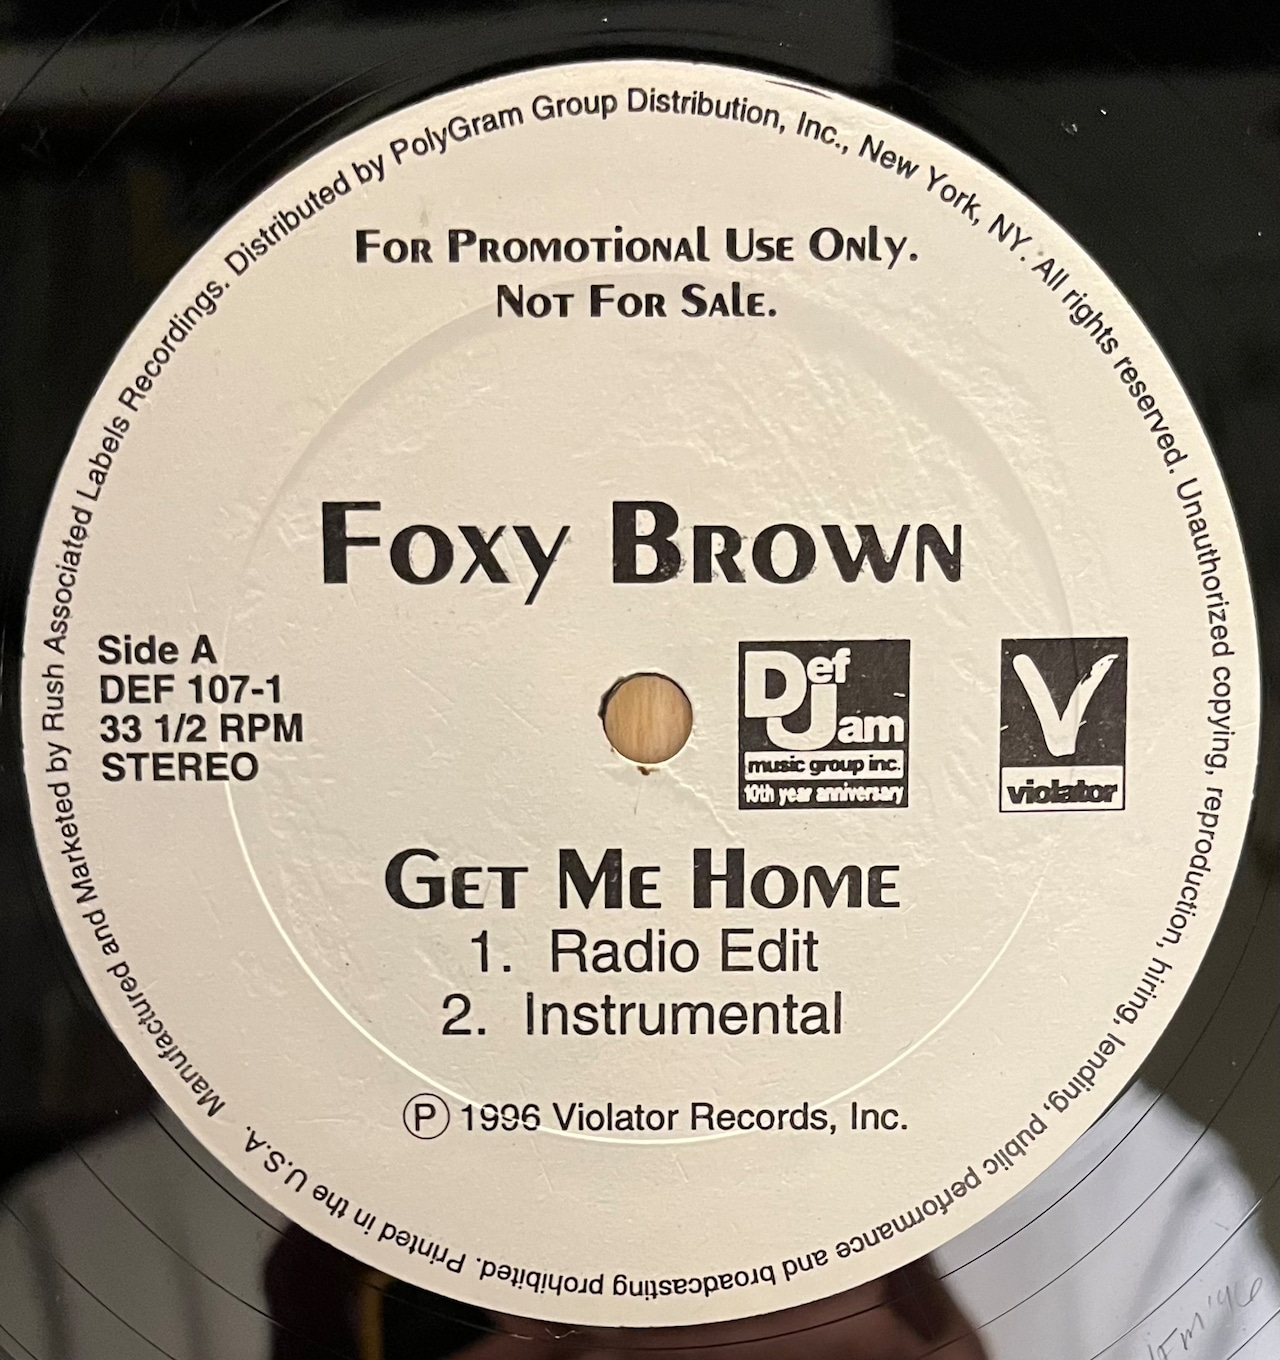 Manufactured and Marketed by Rush Associated Labels Recordings. Distributed by PolyGram Group Distribution, Inc., New York, NY. All rights reserved. Unauthorized copying, reproduction, hiring, lending, public performance and broadcasting prohibited. Printed in the U.S.A.
For Promotional Use Only.
Not For Sale.
Foxy Brown
Side A
DEF 107-1
33 1/2 RPM
STEREO
Def Jam
music group inc.
10th year anniversary
V
violator
Get Me Home
1. Radio Edit
2. Instrumental
Ⓟ 1996 Violator Records, Inc.